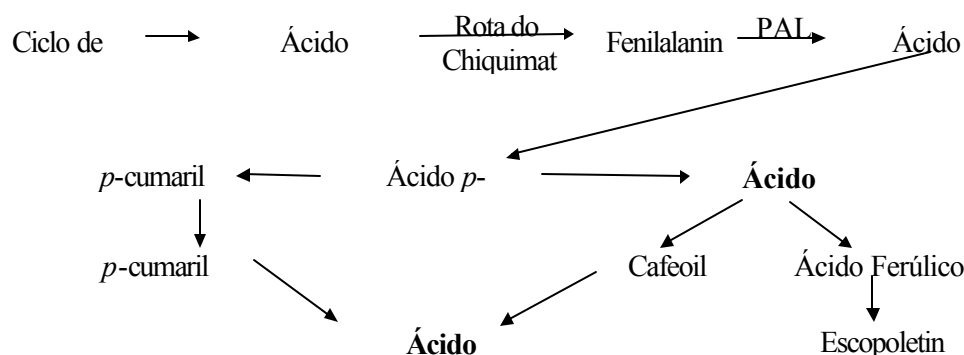 Ciclo de Ácido Rota do Chiquimat Fenilalanin PAL Ácido
p-cumaril Ácido p- Ácido
p-cumaril Cafeoil Ácido Ferúlico
Ácido Escopoletin